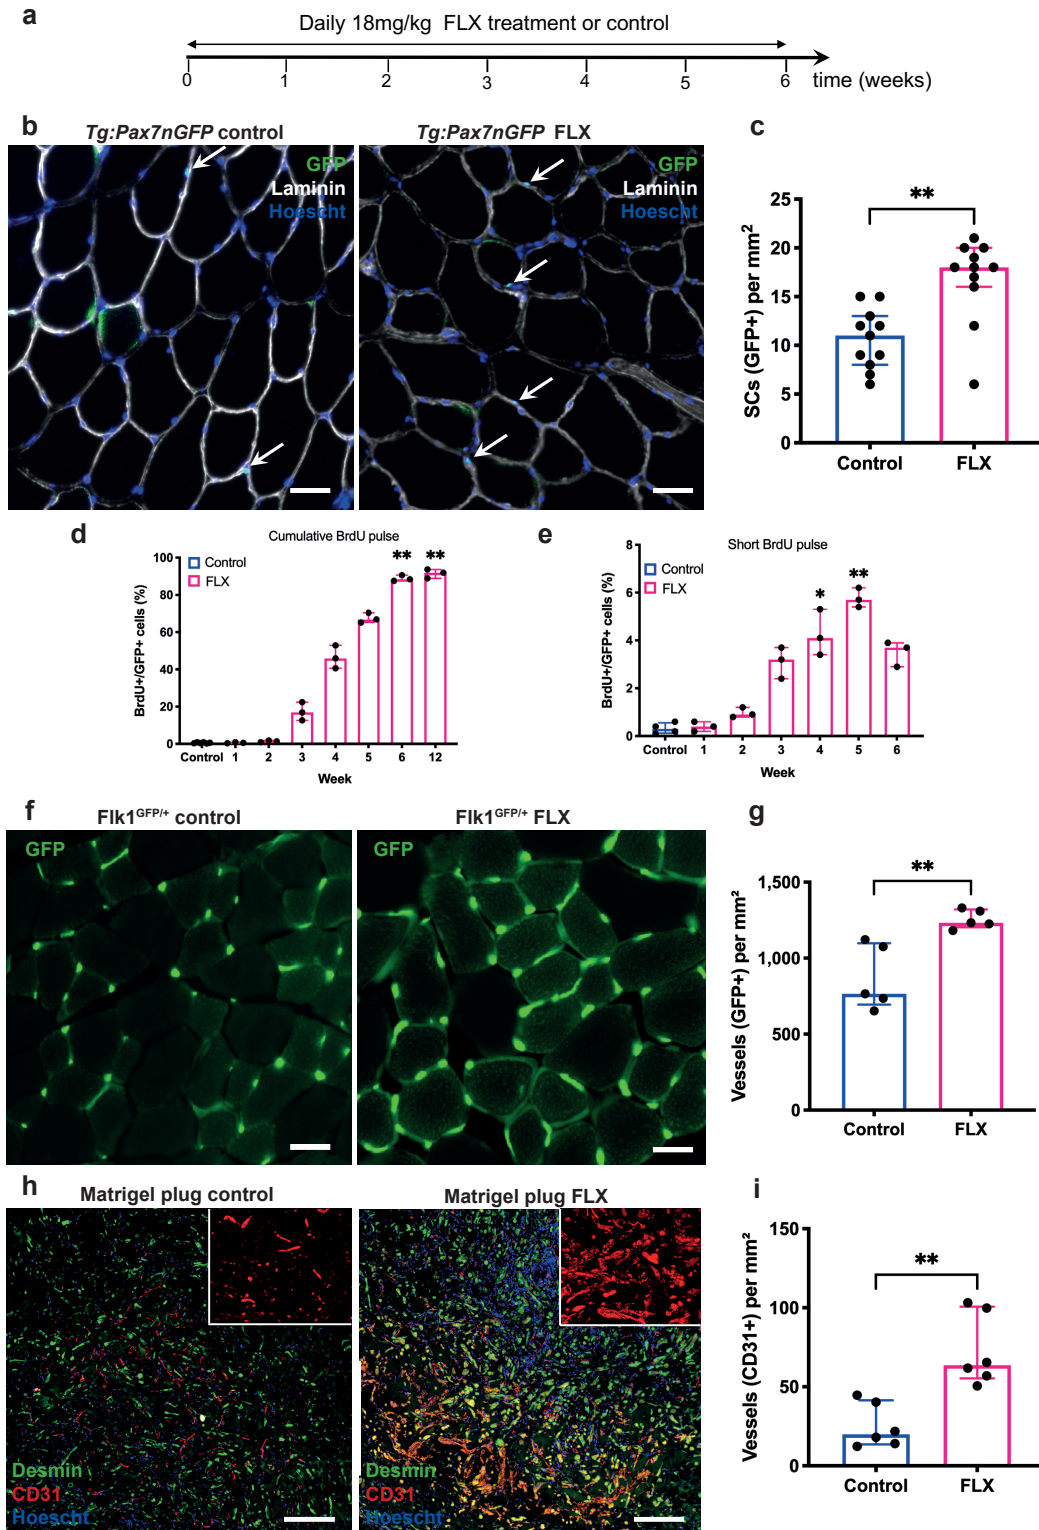 a
Daily 18mg/kg FLX treatment or control
0 1 2 3 4 5 6 time (weeks)
b
Tg:Pax7nGFP control
GFP
Laminin
Hoescht
Tg:Pax7nGFP FLX
GFP
Laminin
Hoescht
c
**
SCs (GFP+) per mm²
25
20
15
10
5
0
Control FLX
d
Cumulative BrdU pulse
Control
FLX
** **
BrdU+/GFP+ cells (%)
100
80
60
40
20
0
Control 1 2 3 4 5 6 12
Week
e
Short BrdU pulse
Control
FLX
* **
BrdU+/GFP+ cells (%)
8
6
4
2
0
Control 1 2 3 4 5 6
Week
f
Flk1GFP/+ control
GFP
Flk1GFP/+ FLX
GFP
g
**
Vessels (GFP+) per mm²
1,500
1,000
500
0
Control FLX
h
Matrigel plug control
Desmin
CD31
Hoescht
Matrigel plug FLX
Desmin
CD31
Hoescht
i
**
Vessels (CD31+) per mm²
150
100
50
0
Control FLX